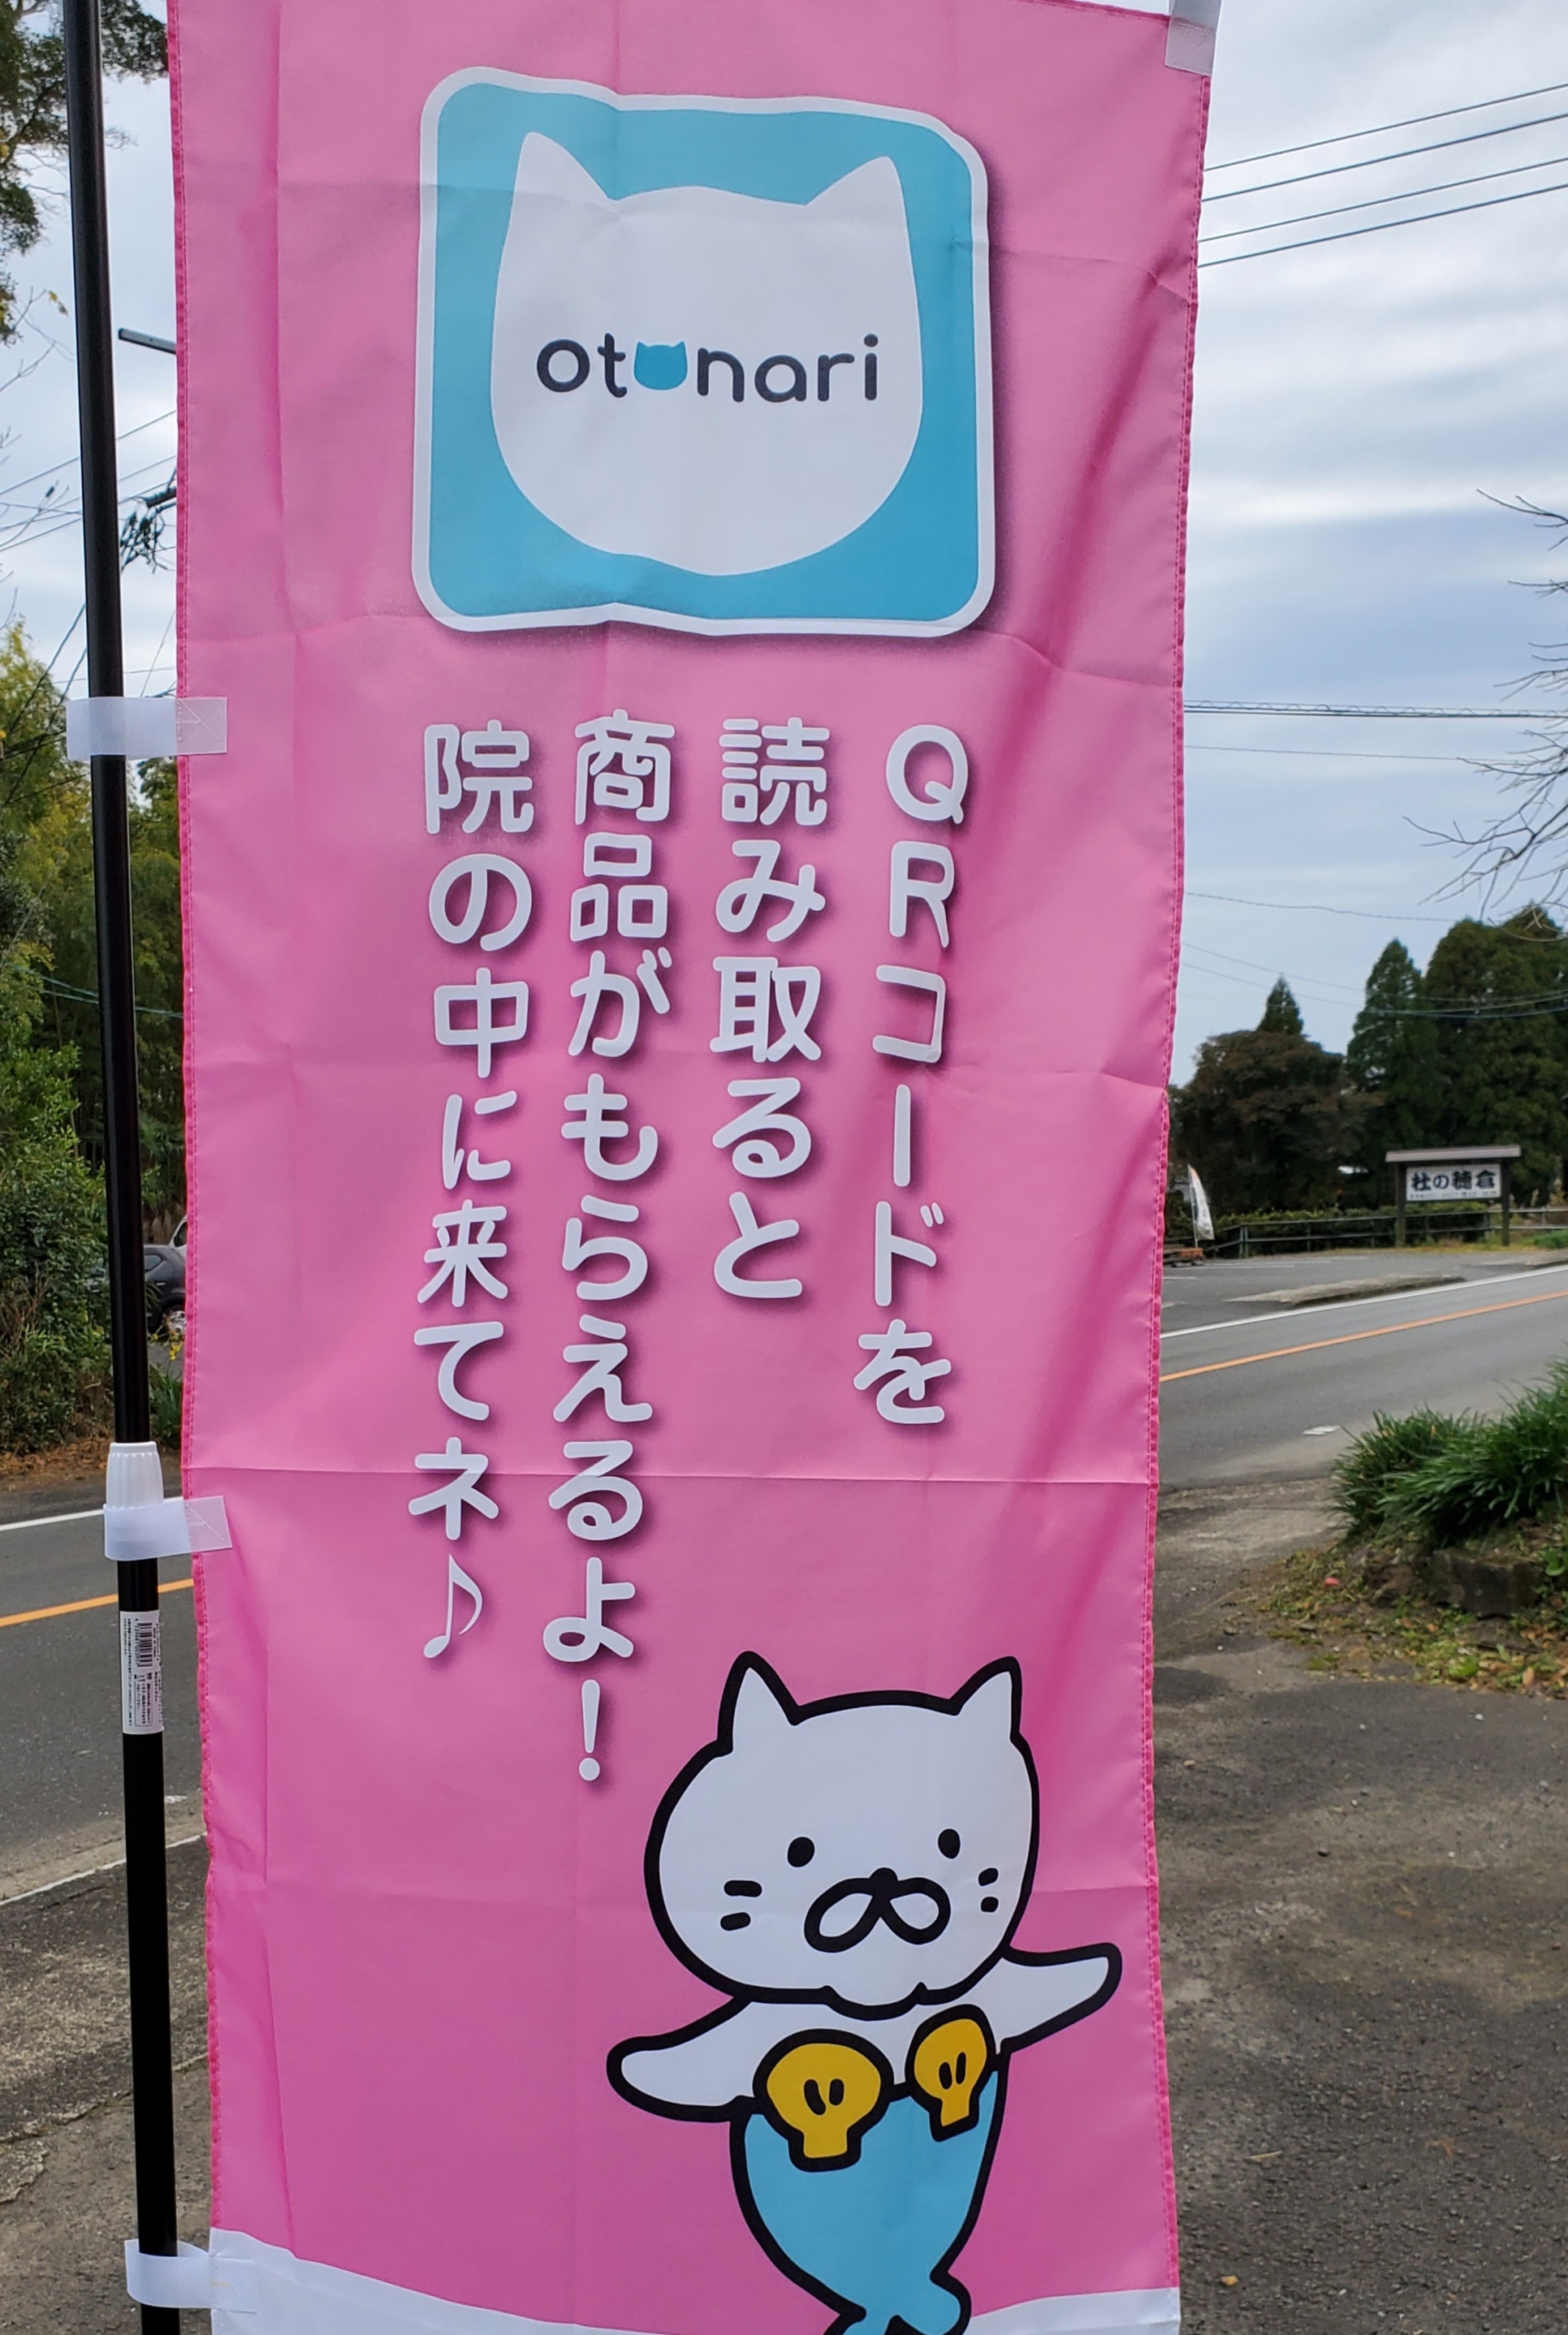 otonari
QRコードを
読み取ると
商品がもらえるよ!
院の中に来てネ♪
杜の穂倉